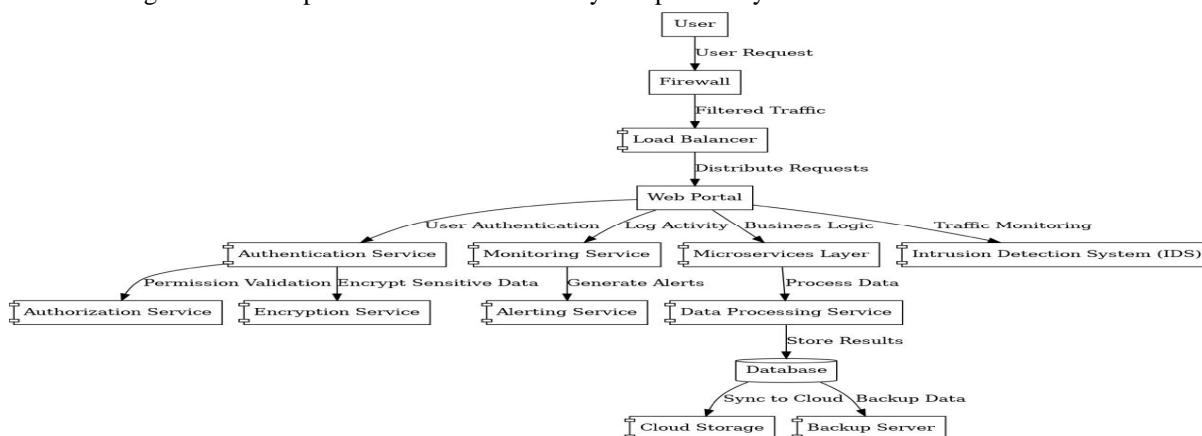 User
User Request
Firewall
Filtered Traffic
Load Balancer
Distribute Requests
Web Portal
User Authentication Log Activity Business Logic Traffic Monitoring
Authentication Service Monitoring Service Microservices Layer Intrusion Detection System (IDS)
Permission Validation Encrypt Sensitive Data Generate Alerts Process Data
Authorization Service Encryption Service Alerting Service Data Processing Service
Store Results
Database
Sync to Cloud Backup Data
Cloud Storage Backup Server